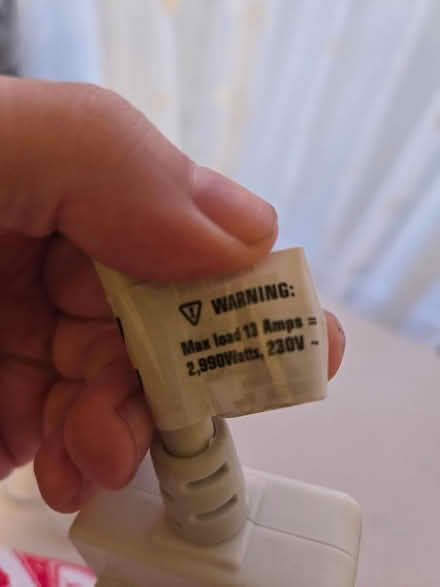 WARNING:
Max load 13 Amps =
2,990Watts, 230V ~